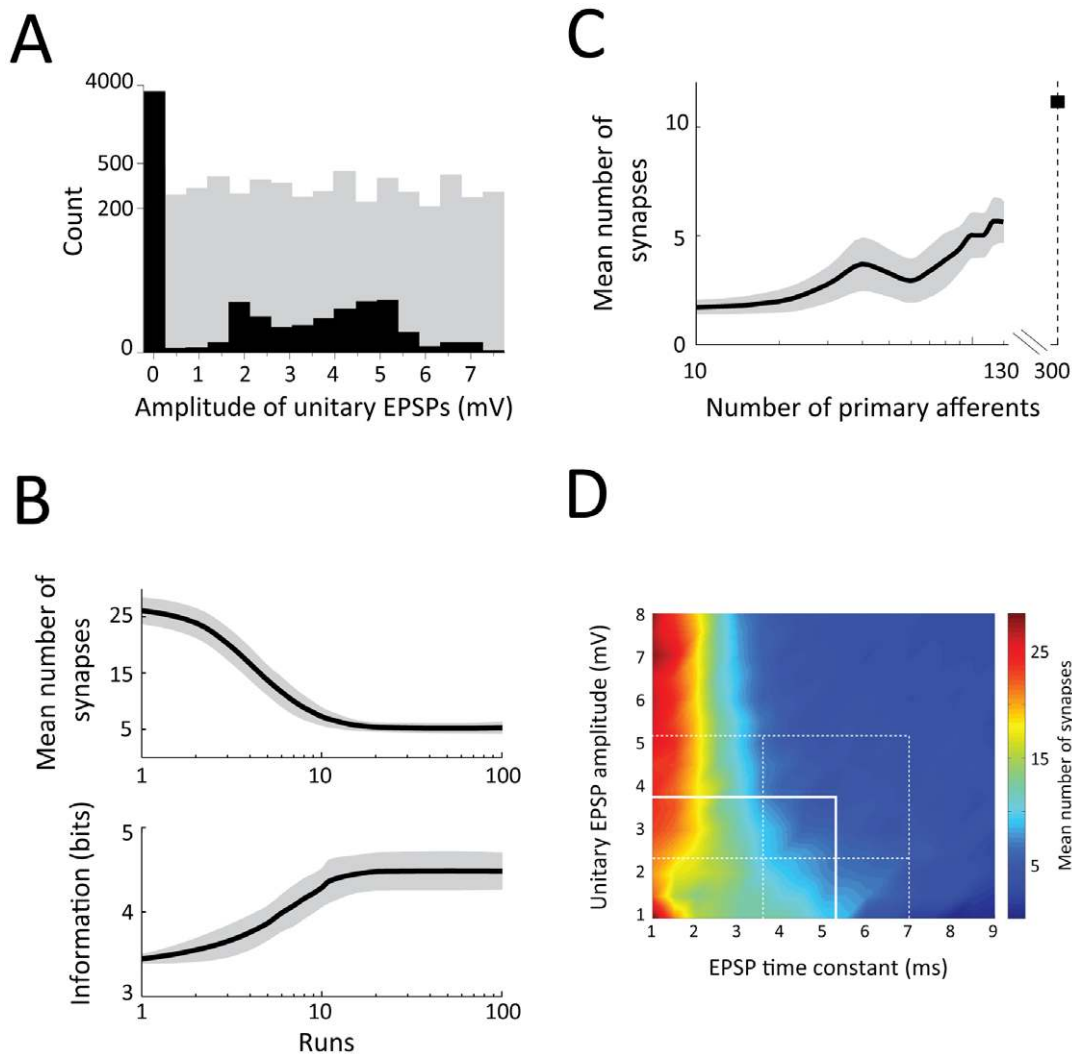 A
4000
500
200
0
Count
0 1 2 3 4 5 6 7
Amplitude of unitary EPSPs (mV)
B
25
15
5
Mean number of
synapses
1 10 100
5
4
3
Information (bits)
1 10 100
Runs
C
10
5
0
Mean number of
synapses
10 130 300
Number of primary afferents
D
8
7
6
5
4
3
2
1
Unitary EPSP amplitude (mV)
1 2 3 4 5 6 7 9
EPSP time constant (ms)
25
15
5
Mean number of synapses